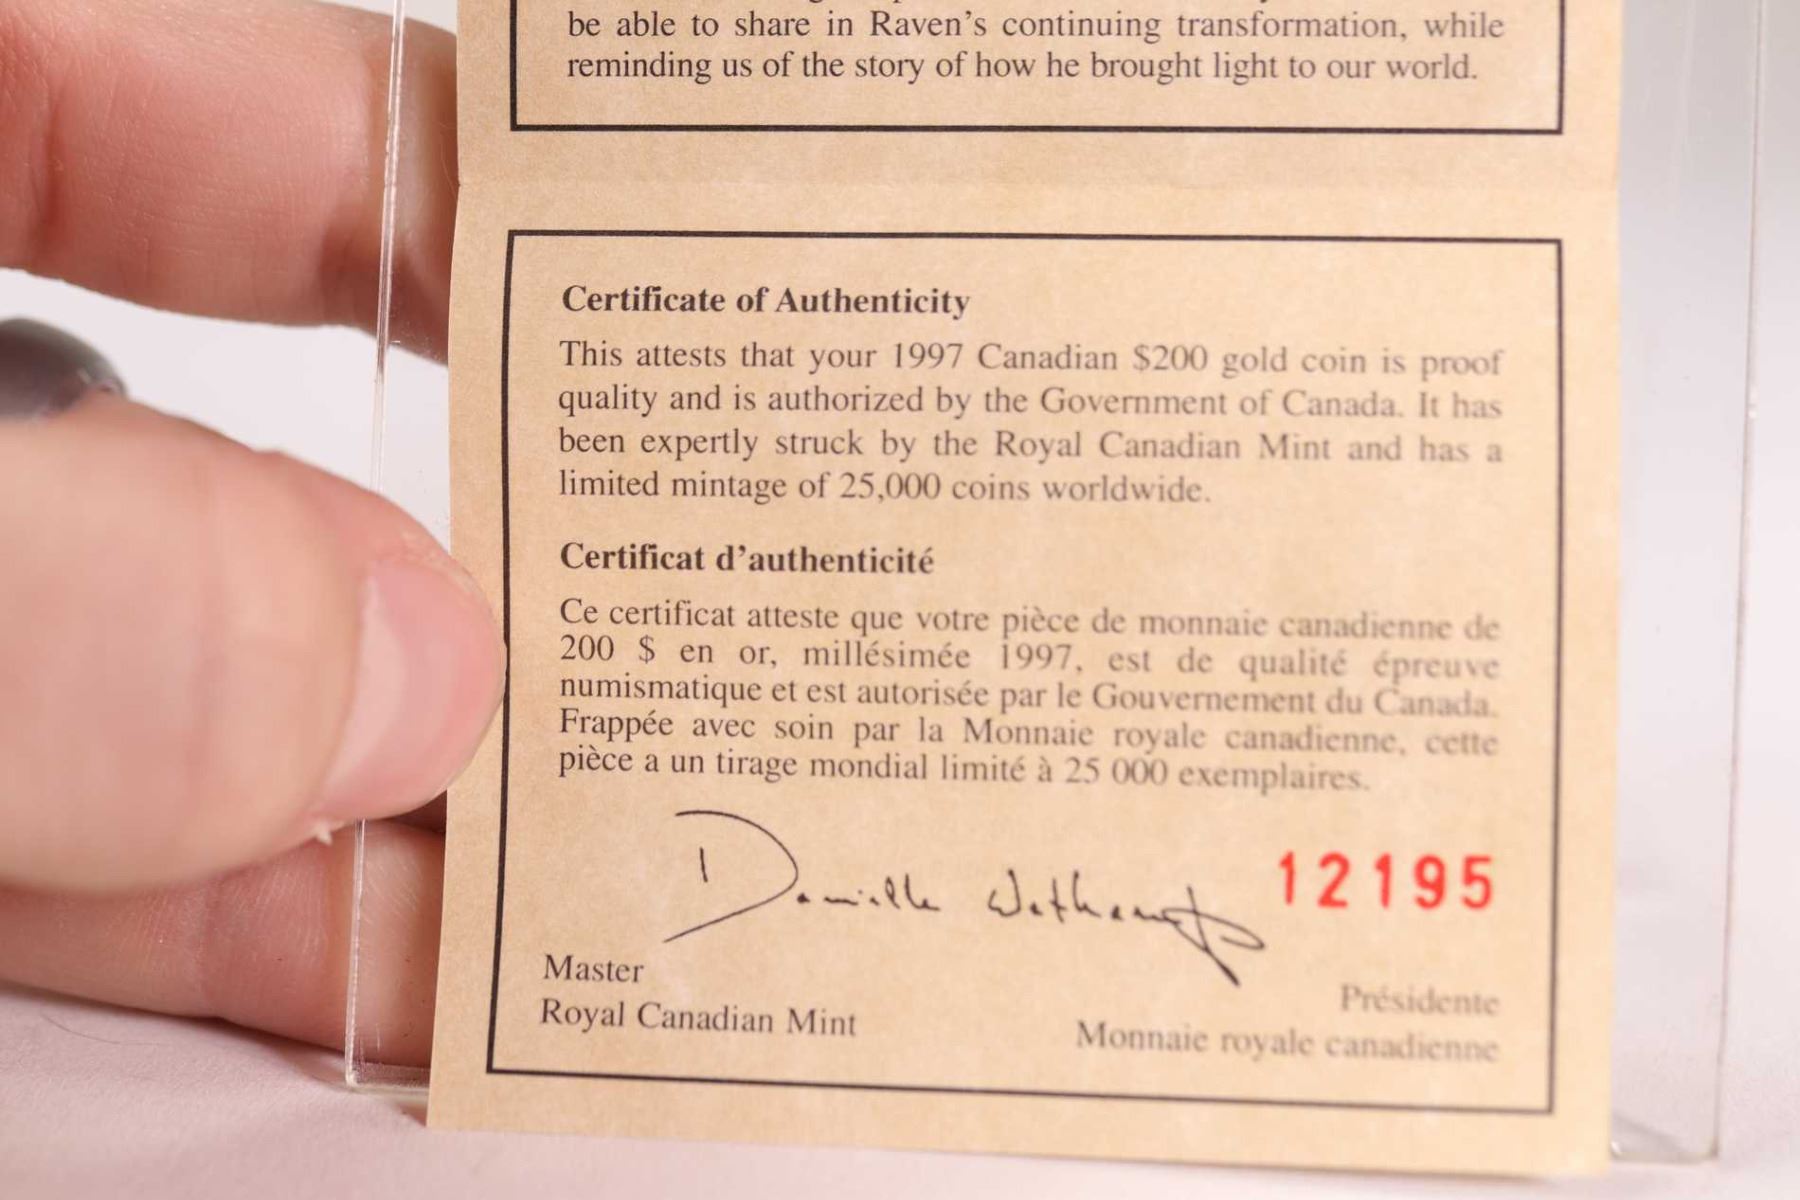 be able to share in Raven's continuing transformation, while
reminding us of the story of how he brought light to our world.
Certificate of Authenticity
This attests that your 1997 Canadian $200 gold coin is proof
quality and is authorized by the Government of Canada. It has
been expertly struck by the Royal Canadian Mint and has a
limited mintage of 25,000 coins worldwide.
Certificat d'authenticité
Ce certificat atteste que votre pièce de monnaie canadienne de
200 $ en or, millésimée 1997, est de qualité épreuve
numismatique et est autorisée par le Gouvernement du Canada.
Frappée avec soin par la Monnaie royale canadienne, cette
pièce a un tirage mondial limité à 25 000 exemplaires.
Danielle
12195
Master
Royal Canadian Mint
Présidente
Monnaie royale canadienne